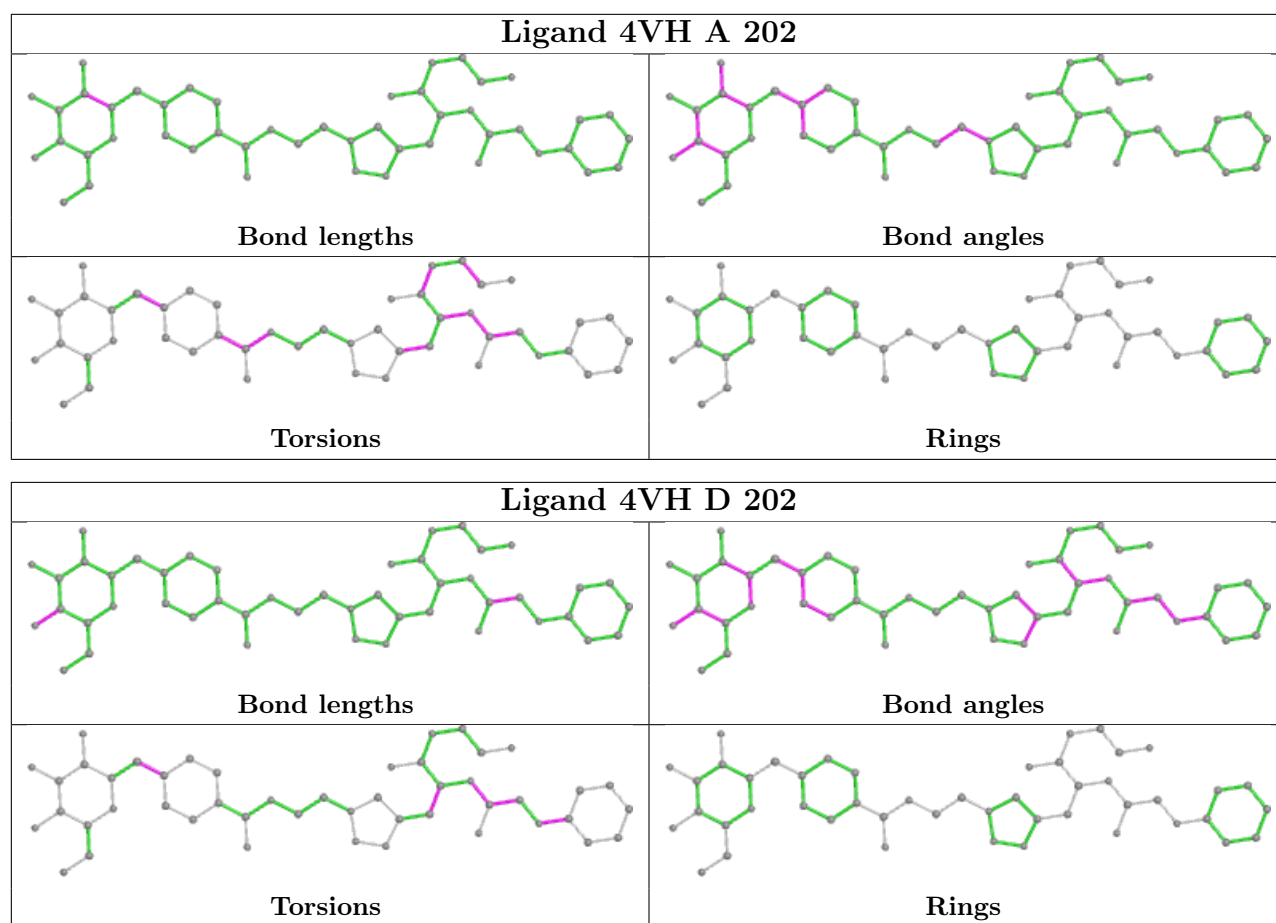 Ligand 4VH A 202
Bond lengths
Bond angles
Torsions
Rings
Ligand 4VH D 202
Bond lengths
Bond angles
Torsions
Rings